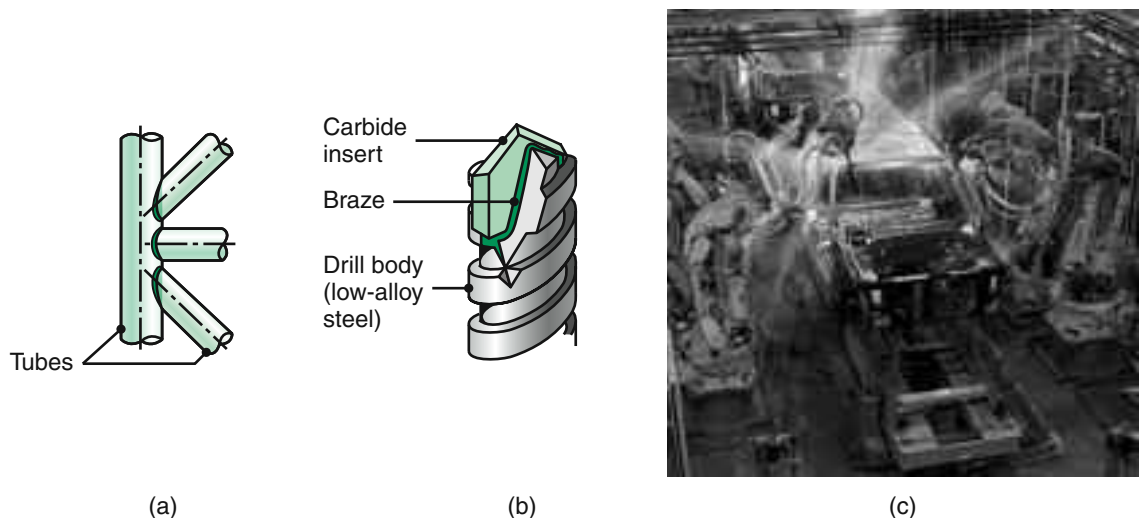 Carbide
insert
Braze
Drill body
(low-alloy
steel)
Tubes
(a)
(b)
(c)